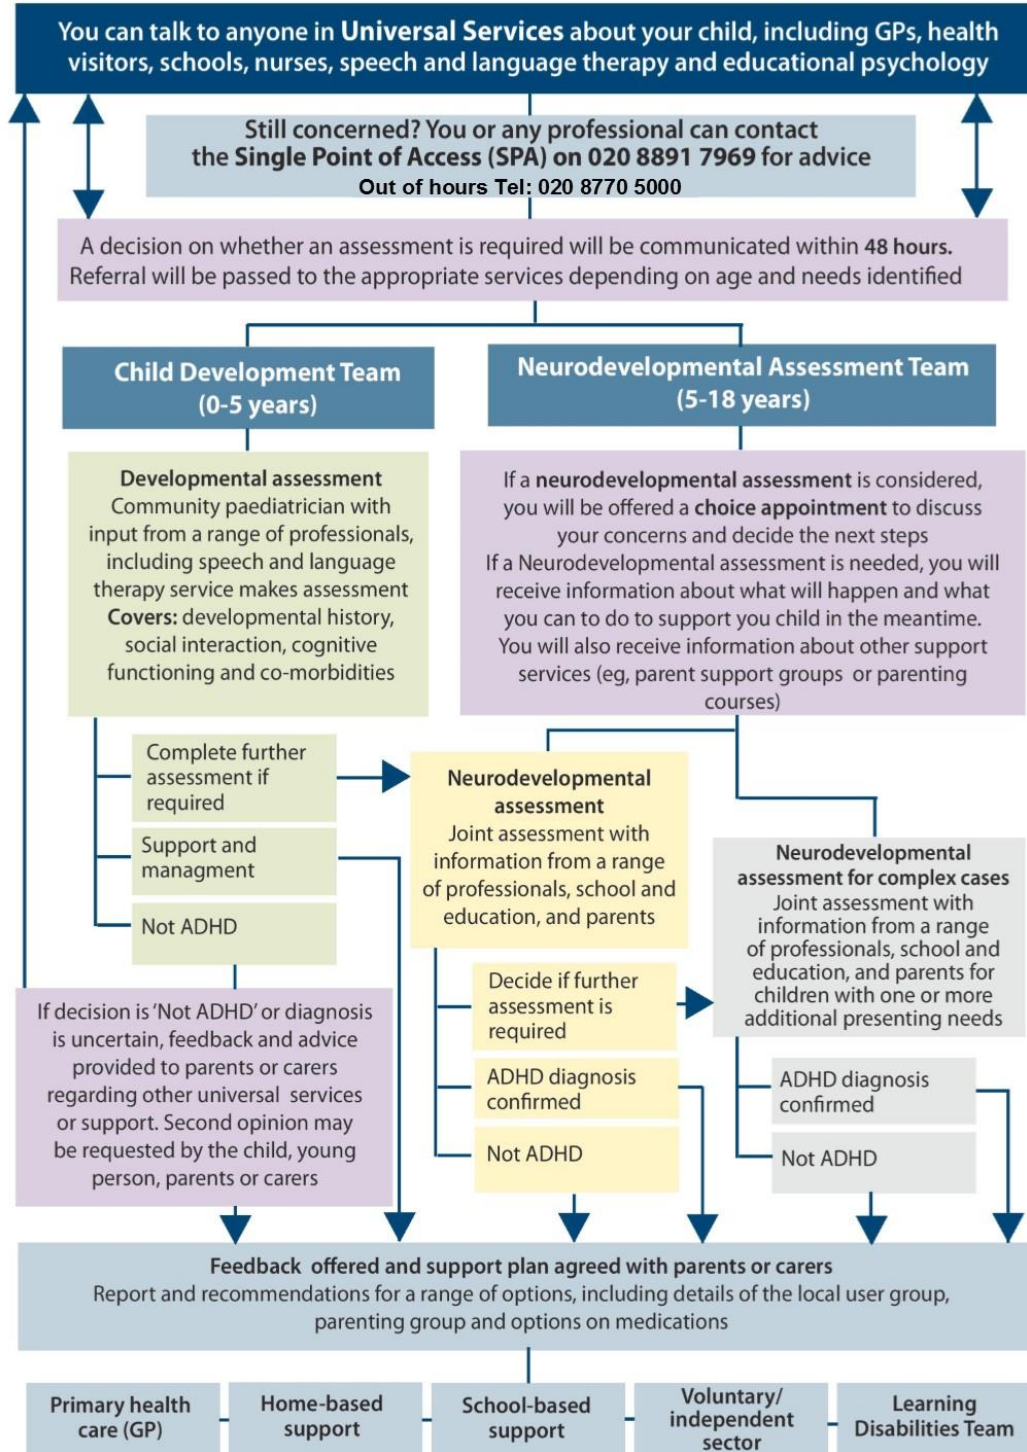 You can talk to anyone in Universal Services about your child, including GPs, health
visitors, schools, nurses, speech and language therapy and educational psychology
Still concerned? You or any professional can contact
the Single Point of Access (SPA) on 020 8891 7969 for advice
Out of hours Tel: 020 8770 5000
A decision on whether an assessment is required will be communicated within 48 hours.
Referral will be passed to the appropriate services depending on age and needs identified
Child Development Team
(0-5 years)
Neurodevelopmental Assessment Team
(5-18 years)
Developmental assessment
Community paediatrician with
input from a range of professionals,
including speech and language
therapy service makes assessment
Covers: developmental history,
social interaction, cognitive
functioning and co-morbidities
If a neurodevelopmental assessment is considered,
you will be offered a choice appointment to discuss
your concerns and decide the next steps
If a Neurodevelopmental assessment is needed, you will
receive information about what will happen and what
you can to do to support you child in the meantime.
You will also receive information about other support
services (eg, parent support groups or parenting
courses)
Complete further
assessment if
required
Support and
managment
Not ADHD
Neurodevelopmental
assessment
Joint assessment with
information from a range
of professionals, school and
education, and parents
Neurodevelopmental
assessment for complex cases
Joint assessment with
information from a range
of professionals, school and
education, and parents for
children with one or more
additional presenting needs
If decision is ‘Not ADHD’ or diagnosis
is uncertain, feedback and advice
provided to parents or carers
regarding other universal services
or support. Second opinion may
be requested by the child, young
person, parents or carers
Decide if further
assessment is
required
ADHD diagnosis
confirmed
Not ADHD
ADHD diagnosis
confirmed
Not ADHD
Feedback offered and support plan agreed with parents or carers
Report and recommendations for a range of options, including details of the local user group,
parenting group and options on medications
Primary health
care (GP)
Home-based
support
School-based
support
Voluntary/
independent
sector
Learning
Disabilities Team